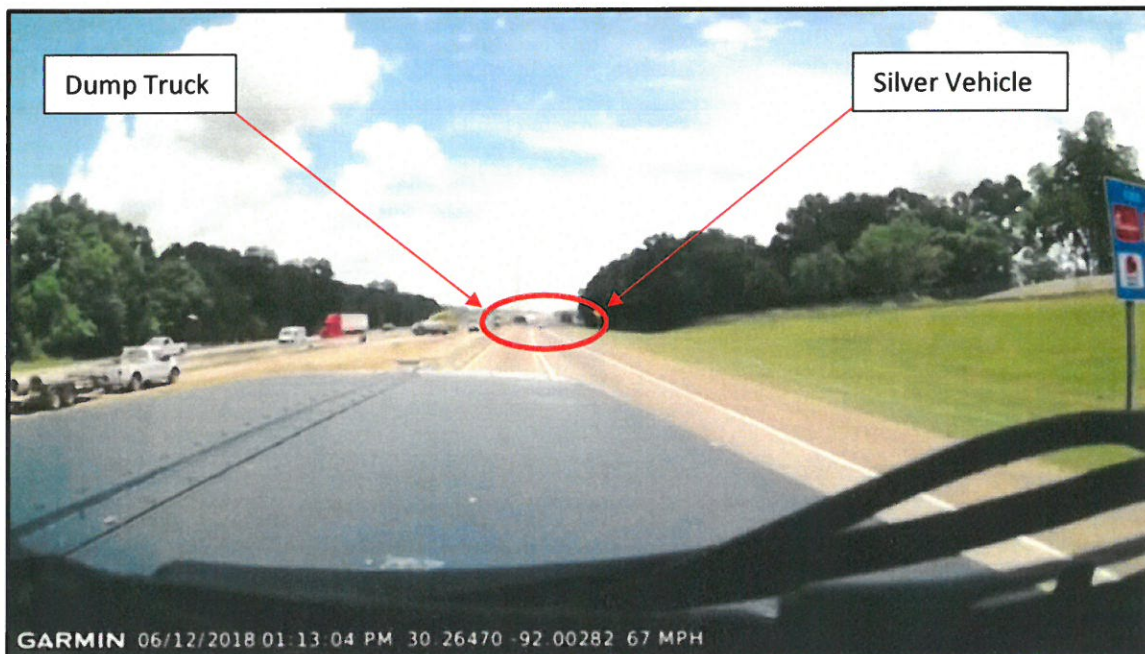 Dump Truck
Silver Vehicle
GARMIN 06/12/2018 01:13:04 PM 30.26470 -92.00282 67 MPH